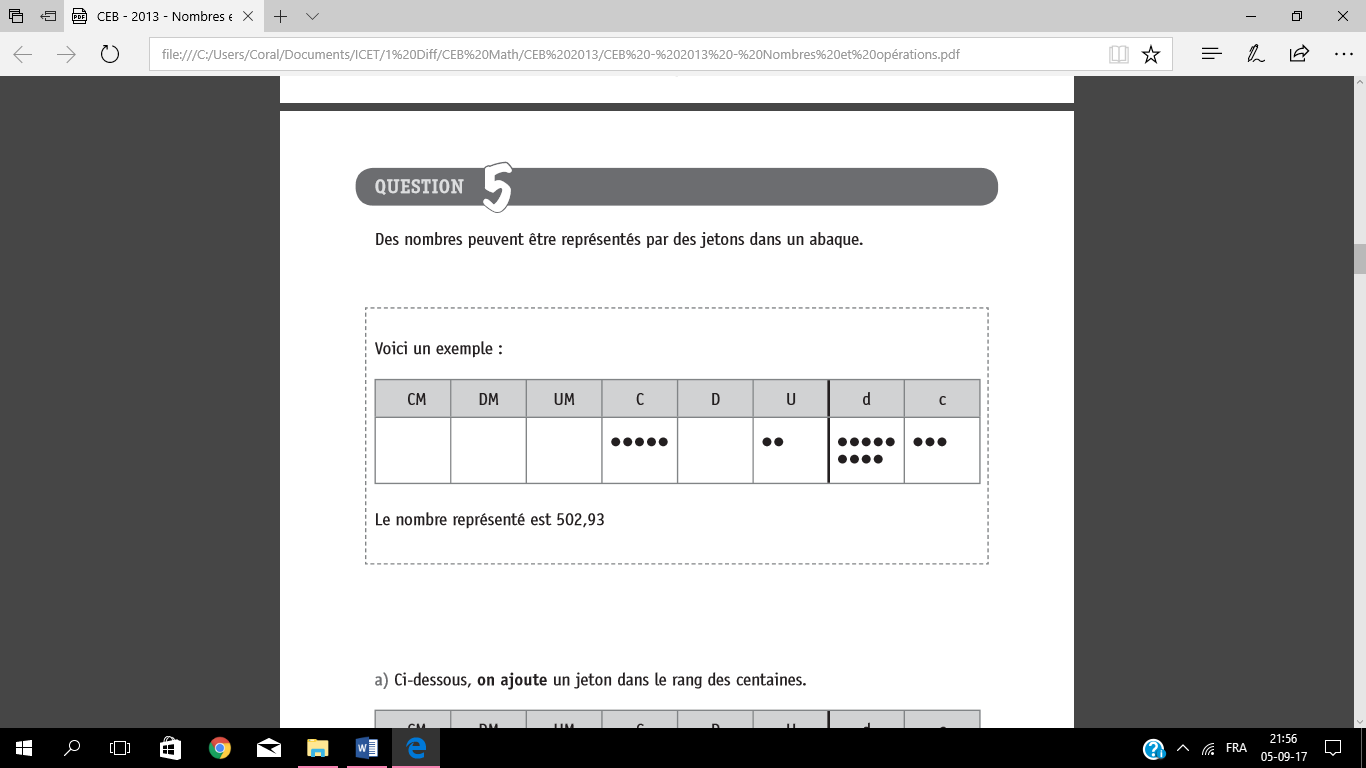 CEB - 2013 - Nombres e
file:///C:/Users/Coral/Documents/ICET/1%20Diff/CEB%20Math/CEB%202013/CEB%20-%202013%20-%20Nombres%20et%20opérations.pdf
QUESTION 5
Des nombres peuvent être représentés par des jetons dans un abaque.
Voici un exemple :
CM DM UM C D U d c
Le nombre représenté est 502,93
a) Ci-dessous, on ajoute un jeton dans le rang des centaines.
CM DM UM C D U d c
FRA
21:56
05-09-17